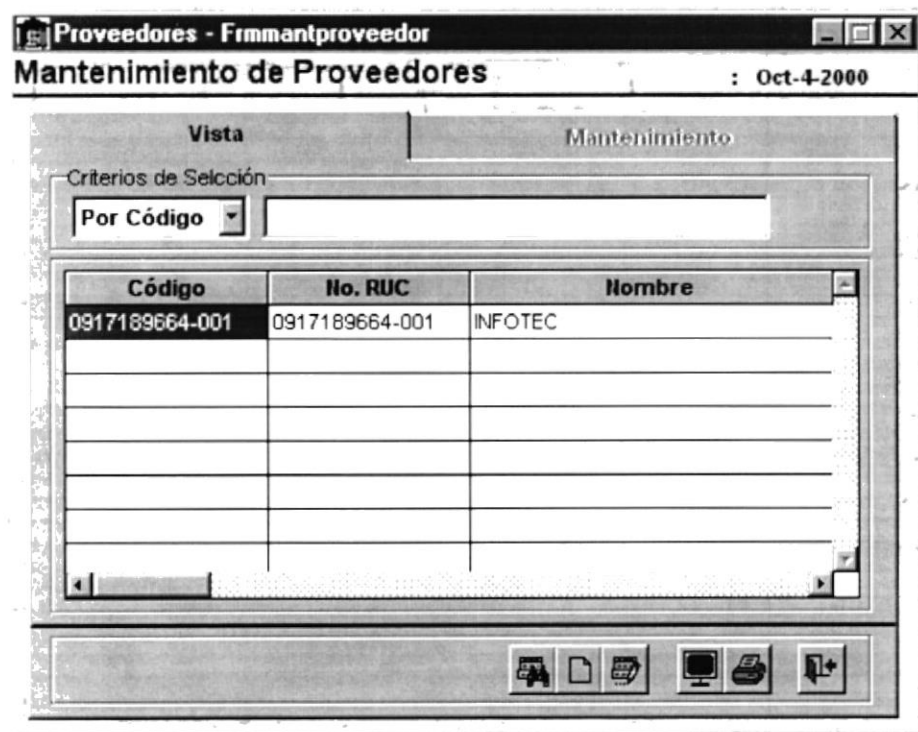 Proveedores - Frmmantproveedor
Mantenimiento de Proveedores : Oct-4-2000
Vista Mantenimiento
Criterios de Selcción
Por Código
Código No. RUC Nombre
0917189664-001 0917189664-001 INFOTEC